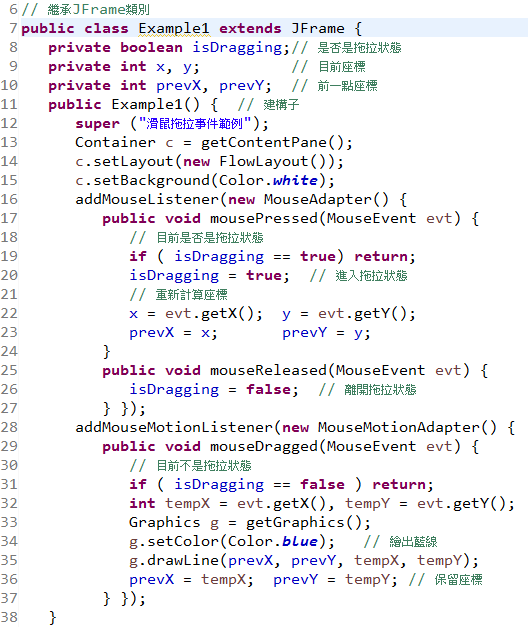 6 // 繼承JFrame類別
7 public class Example1 extends JFrame {
8 private boolean isDragging;// 是否是拖拉狀態
9 private int x, y; // 目前座標
10 private int prevX, prevY; // 前一點座標
11 public Example1() { // 建構子
12 super ("滑鼠拖拉事件範例");
13 Container c = getContentPane();
14 c.setLayout(new FlowLayout());
15 c.setBackground(Color.white);
16 addMouseListener(new MouseAdapter() {
17 public void mousePressed(MouseEvent evt) {
18 // 目前是否是拖拉狀態
19 if ( isDragging == true) return;
20 isDragging = true; // 進入拖拉狀態
21 // 重新計算座標
22 x = evt.getX(); y = evt.getY();
23 prevX = x; prevY = y;
24 }
25 public void mouseReleased(MouseEvent evt) {
26 isDragging = false; // 離開拖拉狀態
27 } });
28 addMouseMotionListener(new MouseMotionAdapter() {
29 public void mouseDragged(MouseEvent evt) {
30 // 目前不是拖拉狀態
31 if ( isDragging == false ) return;
32 int tempX = evt.getX(), tempY = evt.getY();
33 Graphics g = getGraphics();
34 g.setColor(Color.blue); // 繪出藍線
35 g.drawLine(prevX, prevY, tempX, tempY);
36 prevX = tempX; prevY = tempY; // 保留座標
37 } });
38 }